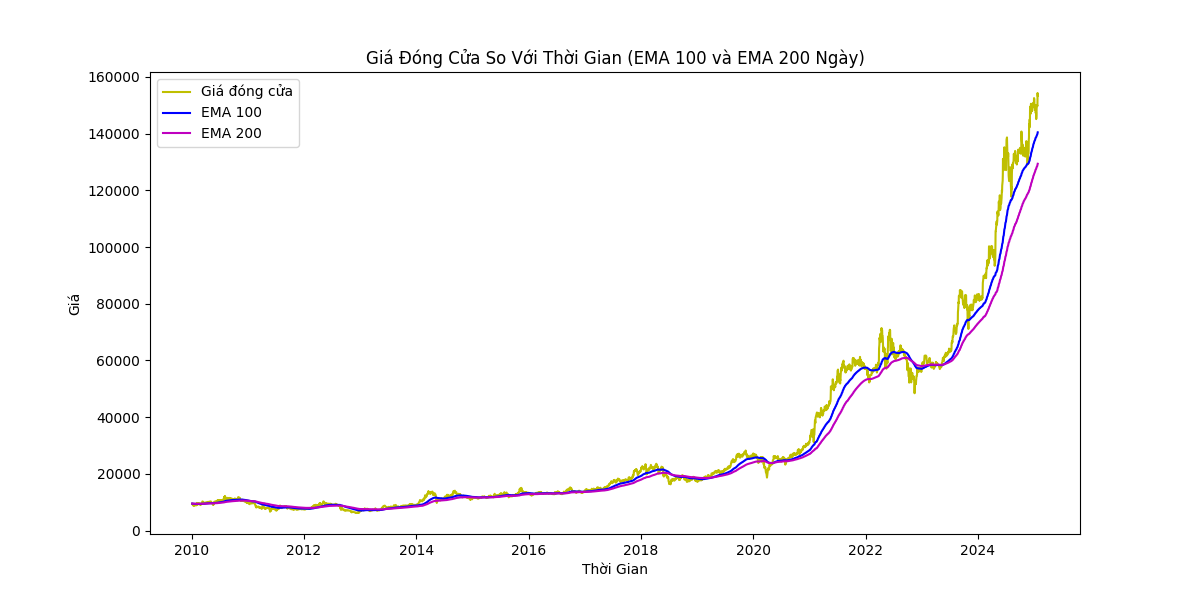 Giá Đóng Cửa So Với Thời Gian (EMA 100 và EMA 200 Ngày)
160000
140000
120000
100000
80000
60000
40000
20000
0
Giá
Giá đóng cửa
EMA 100
EMA 200
2010 2012 2014 2016 2018 2020 2022 2024
Thời Gian